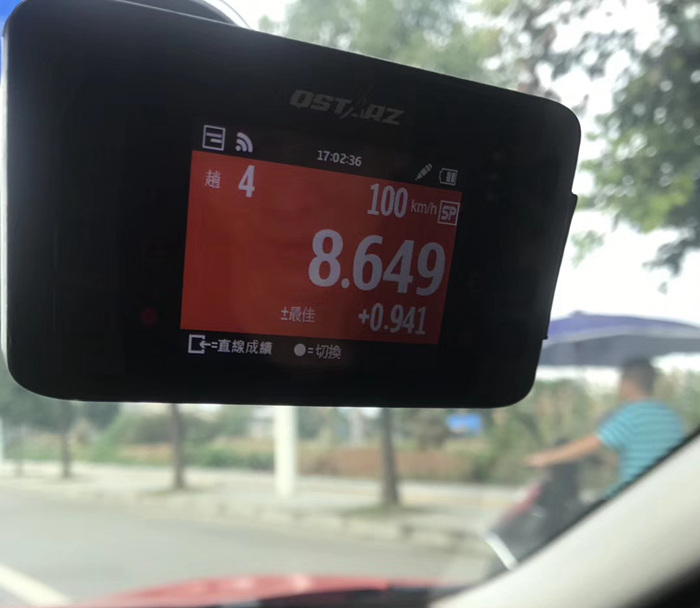 QSTARZ
17:02:36
趟 4
100 km/h SP
8.649
±最佳 +0.941
=直線成績 =切換